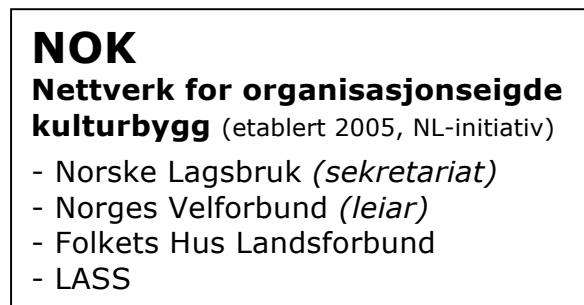 NOK
Nettverk for organisasjonseigde
kulturbygg (etablert 2005, NL-initiativ)
- Norske Lagsbruk (sekretariat)
- Norges Velforbund (leiar)
- Folkets Hus Landsforbund
- LASS